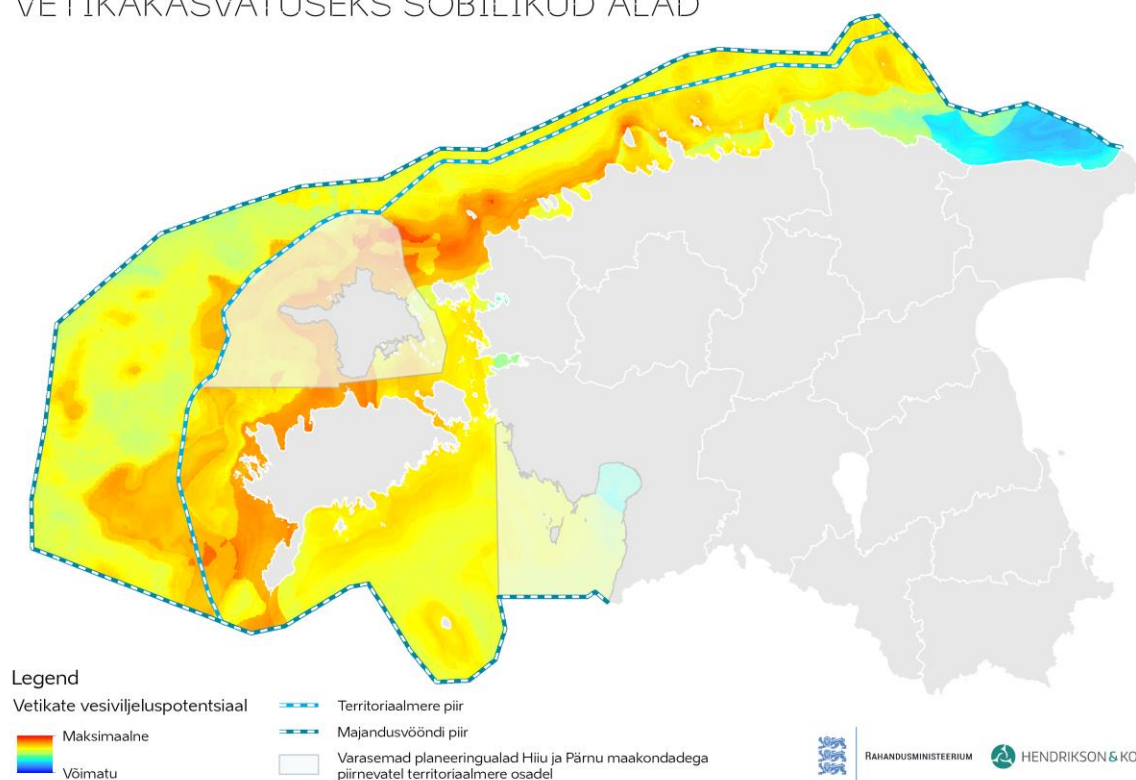 VETIKAKASVATUSEKS SOBILIKUD ALAD
Legend
Vetikate vesiviljeluspotentsiaal
Maksimaalne
Võimatu
Territoriaalmere piir
Majandusvööndi piir
Varasemad planeeringualad Hiiu ja Pärnu maakondadega
piirnevatel territoriaalmere osadel
RAHANDUSMINISTEERIUM
HENDRIKSON & KO